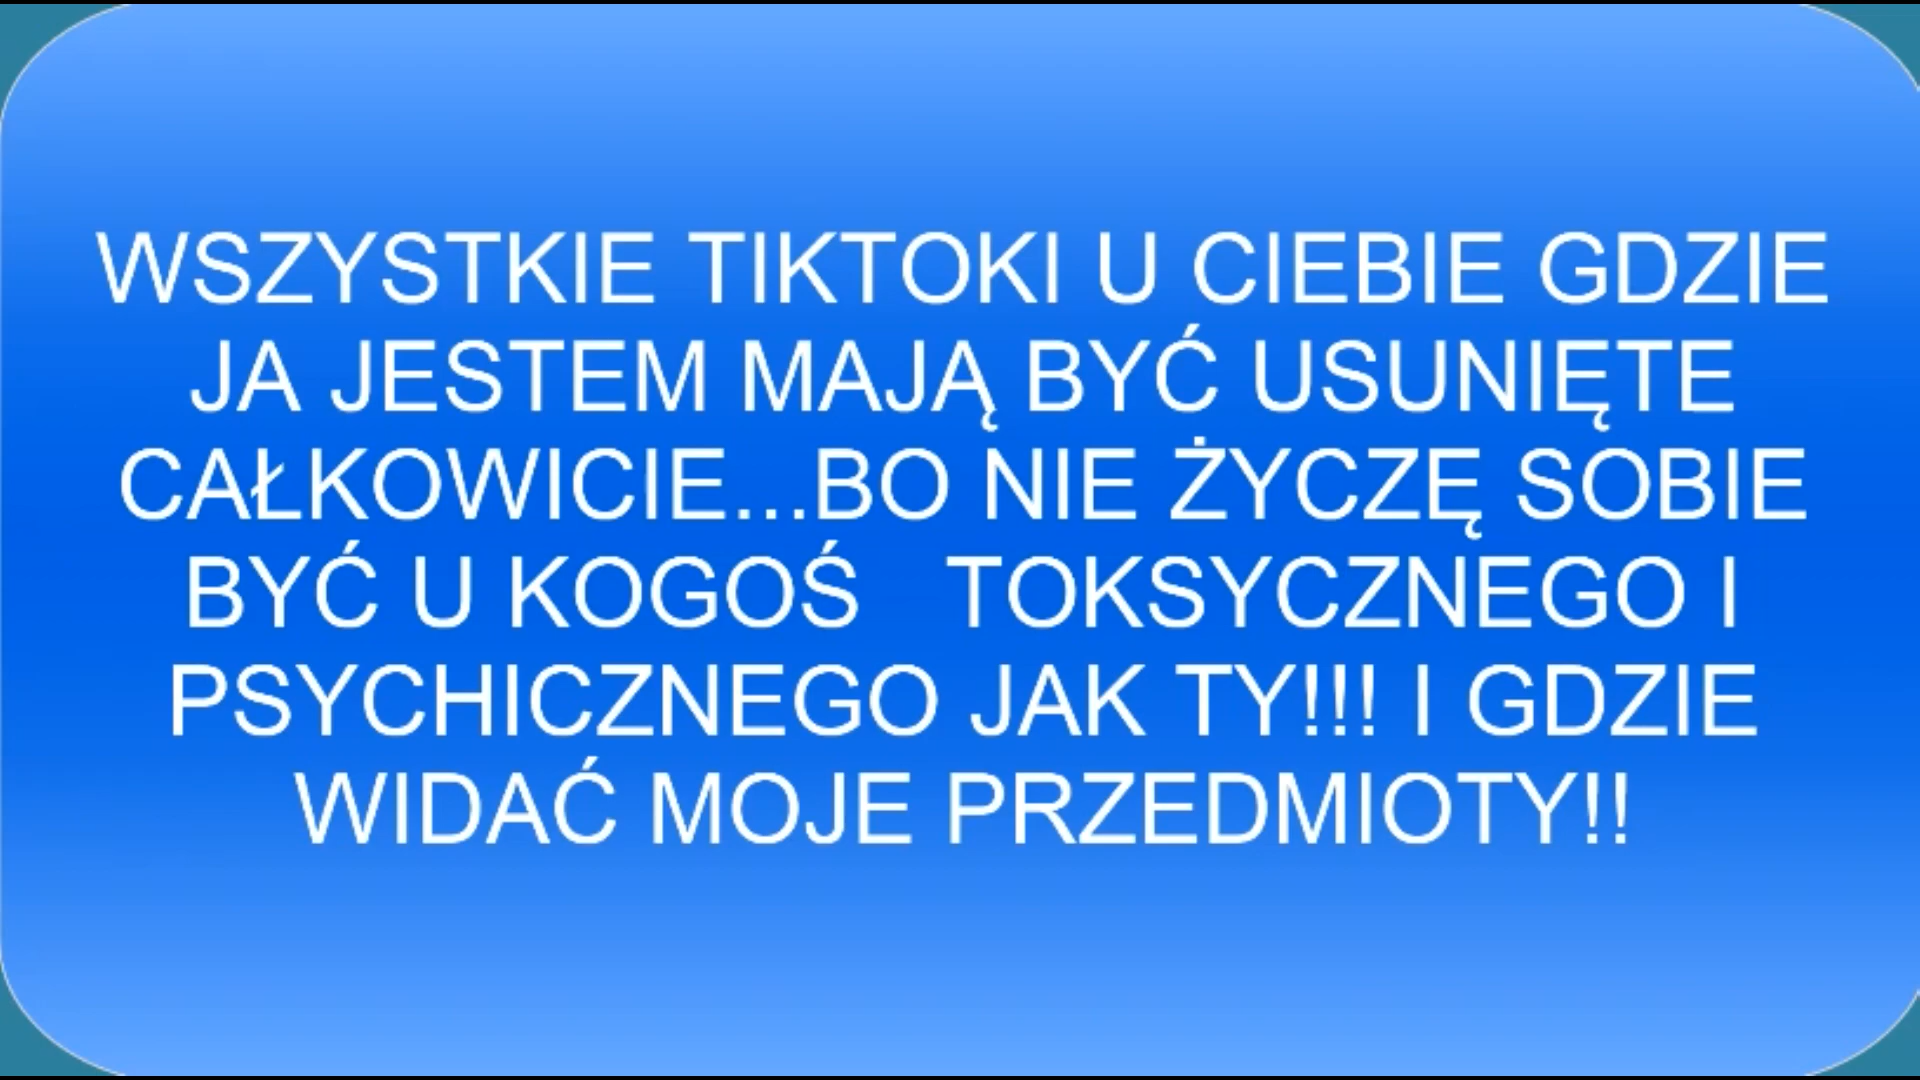 WSZYSTKIE TIKTOKI U CIEBIE GDZIE
JA JESTEM MAJĄ BYĆ USUNIĘTE
CAŁKOWICIE...BO NIE ŻYCZĘ SOBIE
BYĆ U KOGOŚ   TOKSYCZNEGO I
PSYCHICZNEGO JAK TY!!! I GDZIE
WIDAĆ MOJE PRZEDMIOTY!!